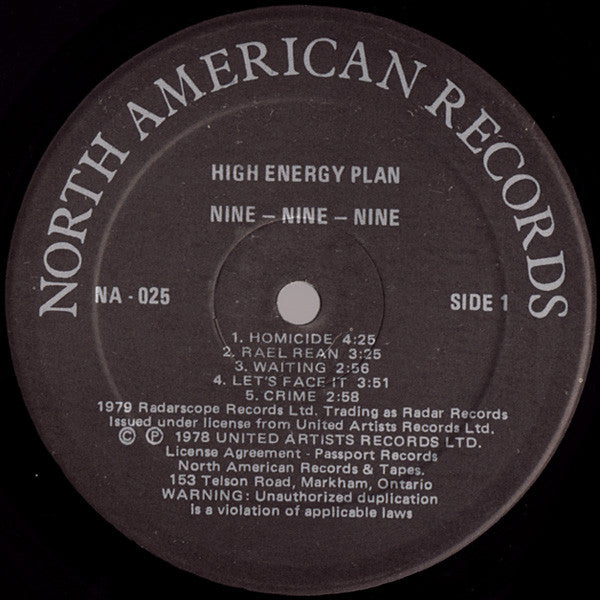 NORTH AMERICAN RECORDS
HIGH ENERGY PLAN
NINE – NINE – NINE
NA - 025
SIDE 1
1. HOMICIDE 4:25
2. RAEL REAN 3:25
3. WAITING 2:56
4. LET'S FACE IT 3:51
5. CRIME 2:58
1979 Radarscope Records Ltd. Trading as Radar Records
Issued under license from United Artists Records Ltd.
© ℗ 1978 UNITED ARTISTS RECORDS LTD.
License Agreement - Passport Records
North American Records & Tapes.
153 Telson Road, Markham, Ontario
WARNING: Unauthorized duplication
is a violation of applicable laws